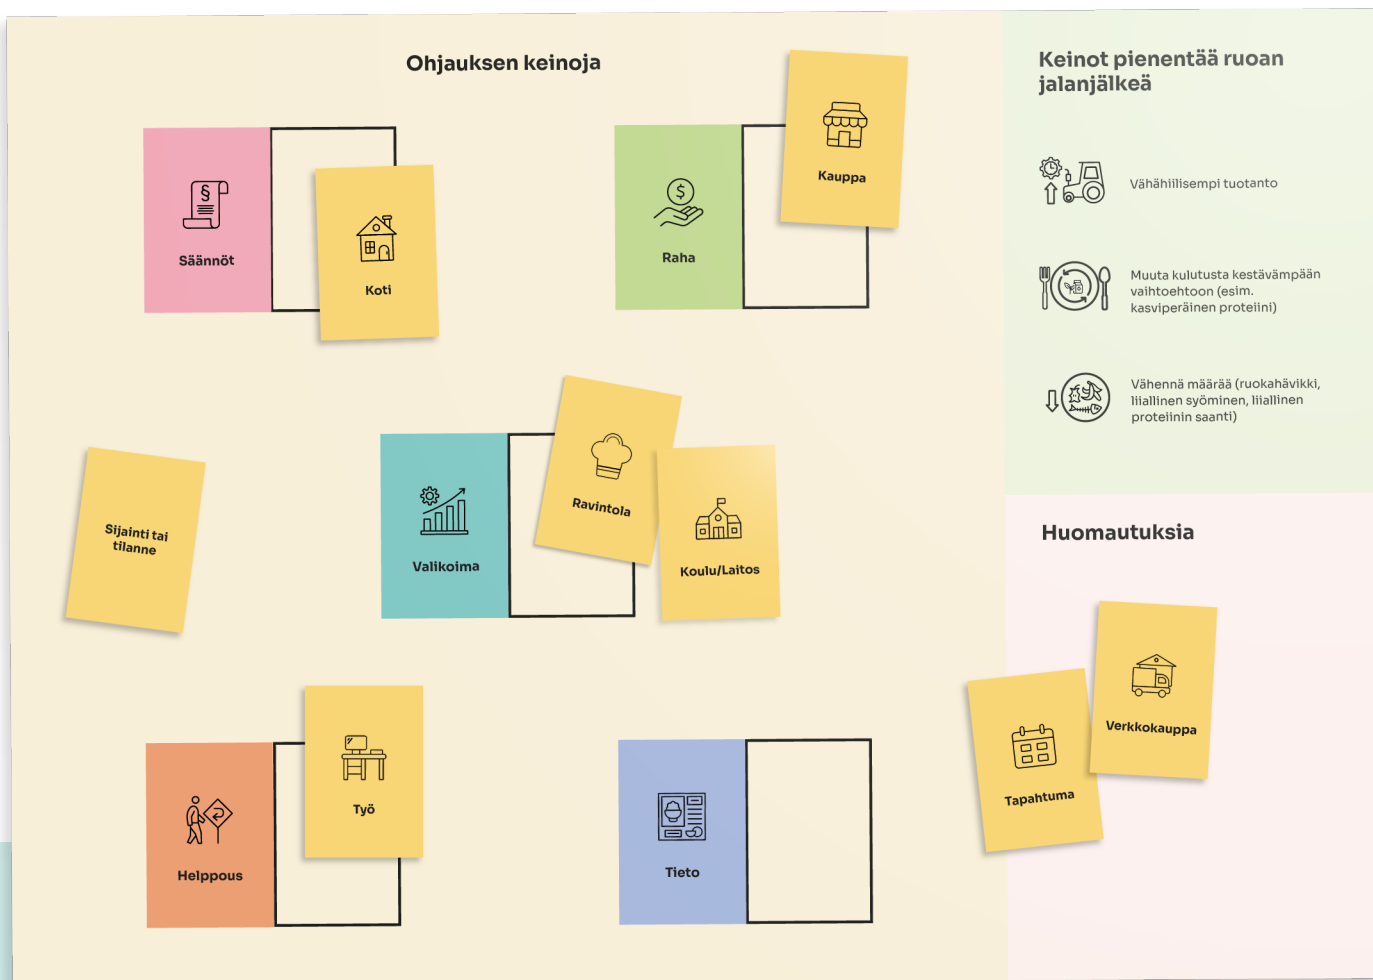 Ohjauksen keinoja
Säännöt
Koti
Raha
Kauppa
Sijainti tai
tilanne
Valikoima
Ravintola
Koulu/Laitos
Helppous
Työ
Tieto
Keinot pienentää ruoan
jalanjälkeä
Vähähiilisempi tuotanto
Muuta kulutusta kestävämpään
vaihtoehtoon (esim.
kasviperäinen proteiini)
Vähennä määrää (ruokahävikki,
liiallinen syöminen, liiallinen
proteiinin saanti)
Huomautuksia
Tapahtuma
Verkkokauppa